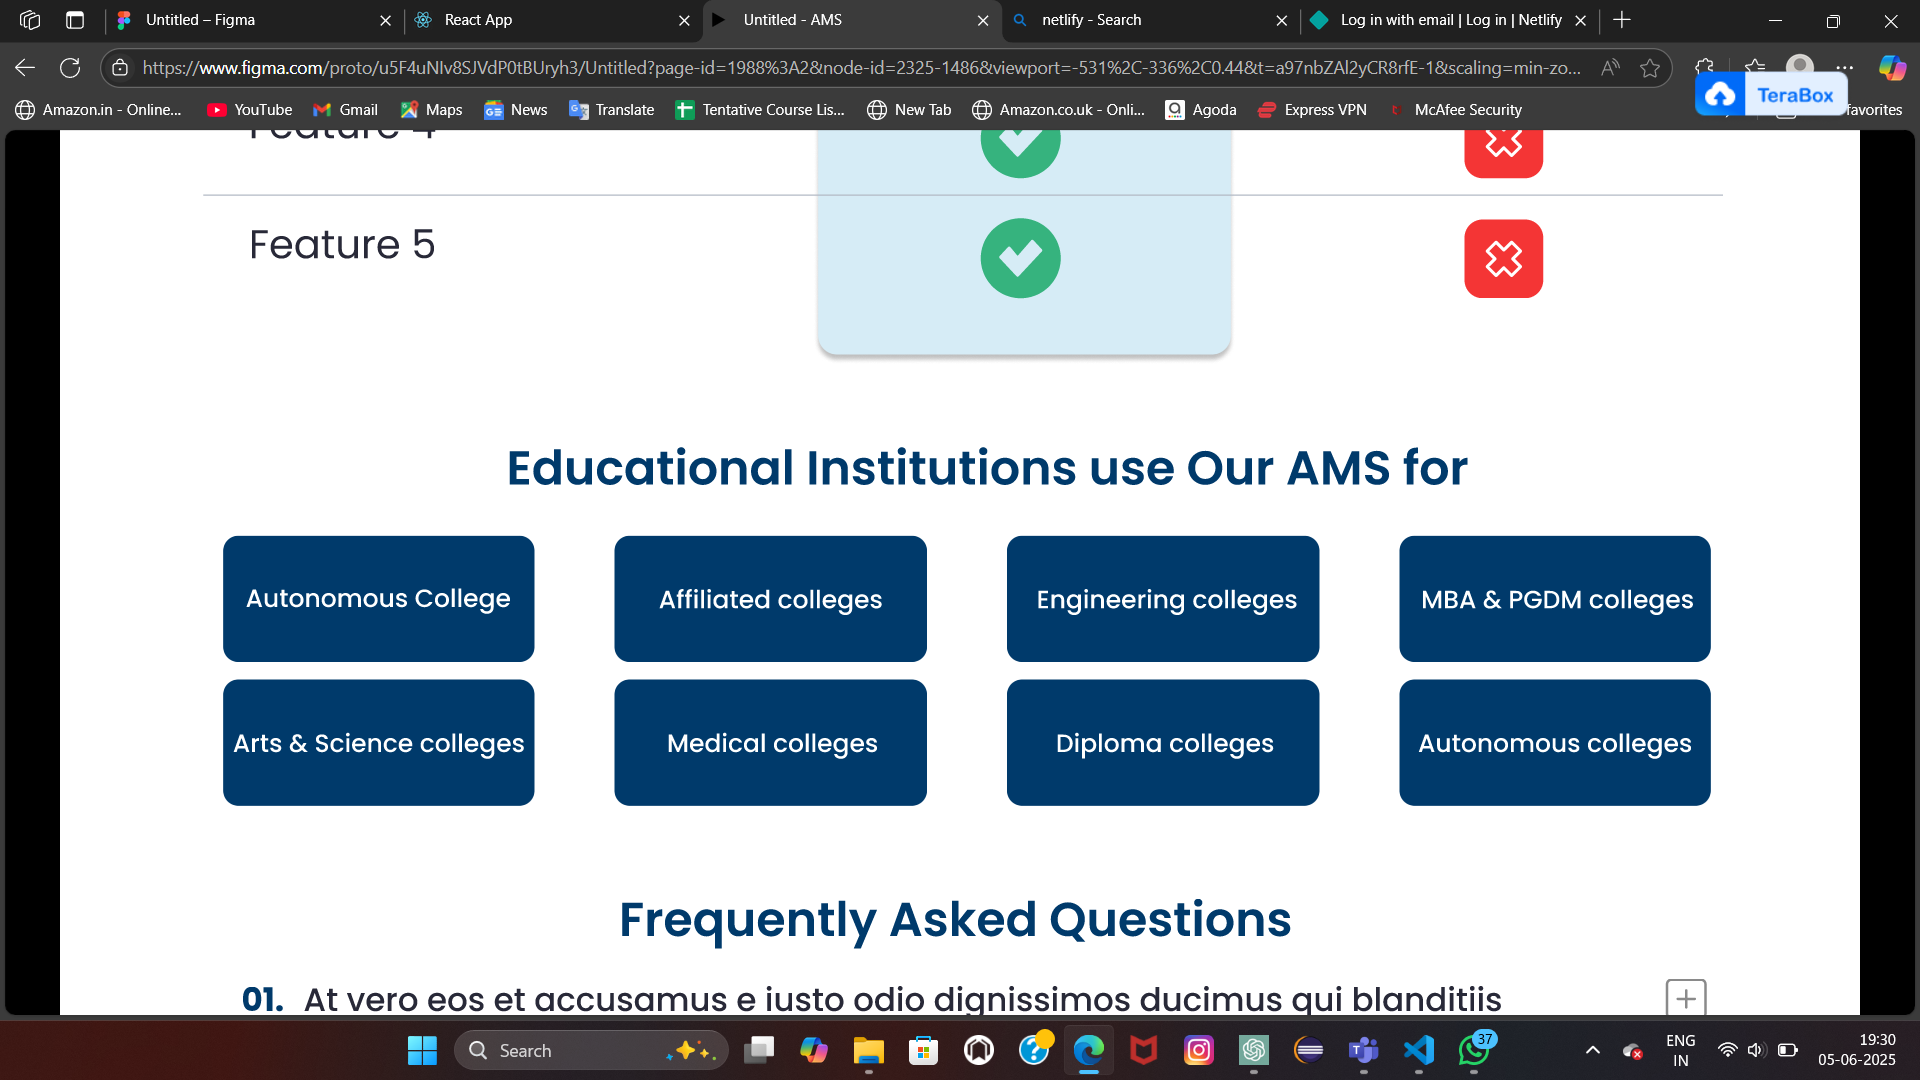 Untitled – Figma
React App
Untitled - AMS
netlify - Search
Log in with email | Log in | Netlify
https://www.figma.com/proto/u5F4uNIv8SJVdP0tBUryh3/Untitled?page-id=1988%3A2&node-id=2325-1486&viewport=-531%2C-336%2C0.44&t=a97nbZAl2yCR8rfE-1&scaling=min-zo...
Amazon.in - Online...
YouTube
Gmail
Maps
News
Translate
Tentative Course Lis...
New Tab
Amazon.co.uk - Onli...
Agoda
Express VPN
McAfee Security
TeraBox
favorites
Feature 4
Feature 5
Educational Institutions use Our AMS for
Autonomous College
Affiliated colleges
Engineering colleges
MBA & PGDM colleges
Arts & Science colleges
Medical colleges
Diploma colleges
Autonomous colleges
Frequently Asked Questions
01. At vero eos et accusamus e iusto odio dignissimos ducimus qui blanditiis
Search
37
ENG
IN
19:30
05-06-2025